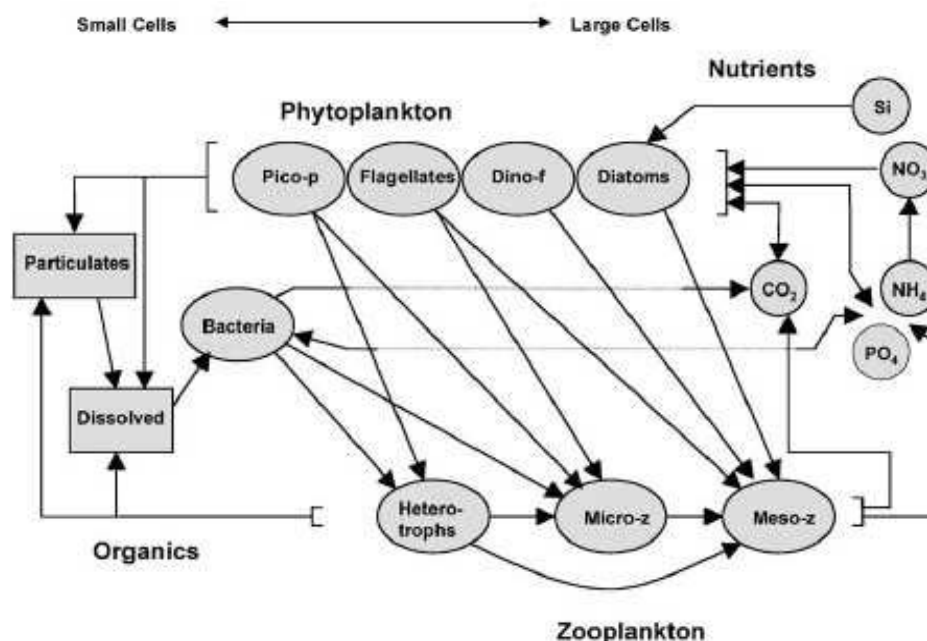 Small Cells
Large Cells
Nutrients
Si
Phytoplankton
Pico-p
Flagellates
Dino-f
Diatoms
NO3
Particulates
CO2
NH4
Bacteria
PO4
Dissolved
Hetero-
trophs
Micro-z
Meso-z
Organics
Zooplankton